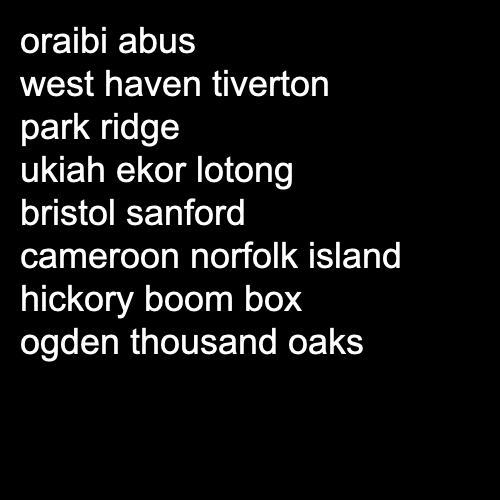 oraibi abus
west haven tiverton
park ridge
ukiah ekor lotong
bristol sanford
cameroon norfolk island
hickory boom box
ogden thousand oaks